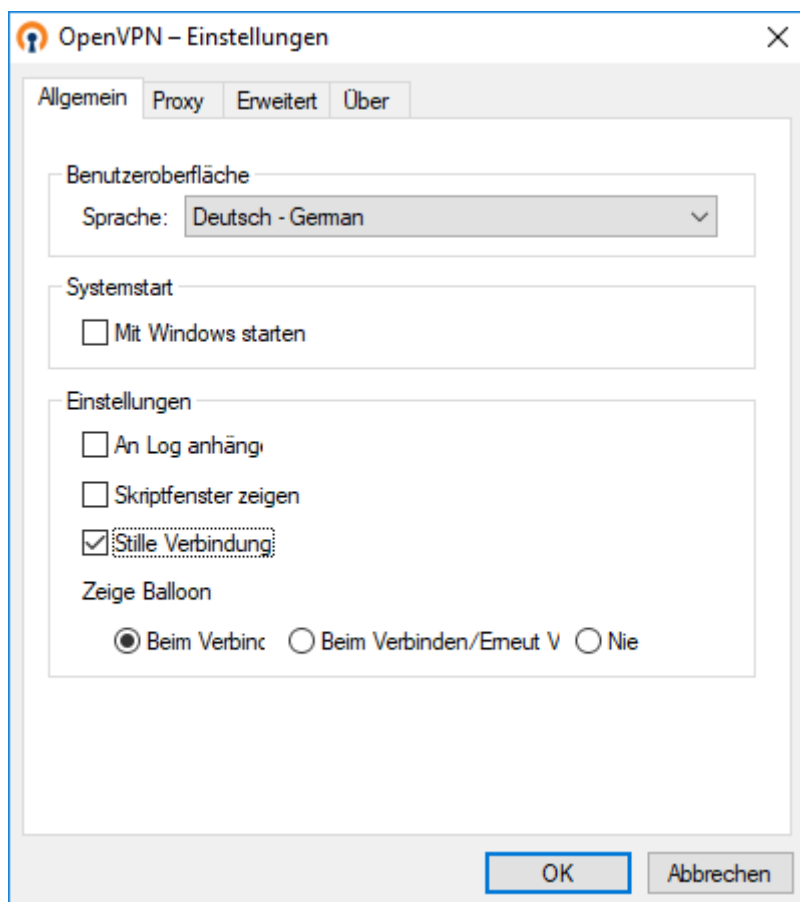 OpenVPN – Einstellungen
Allgemein Proxy Erweitert Über
Benutzeroberfläche
Sprache: Deutsch - German
Systemstart
Mit Windows starten
Einstellungen
An Log anhäng
Skriptfenster zeigen
Stille Verbindung
Zeige Balloon
Beim Verbinc Beim Verbinden/Erneut V Nie
OK Abbrechen